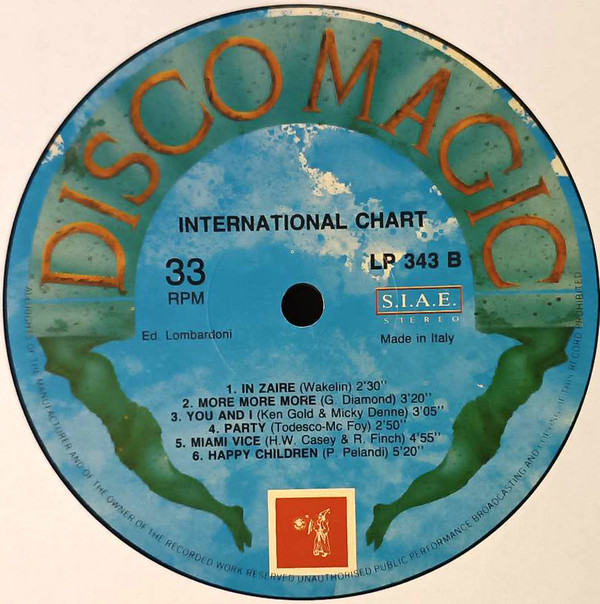 DISCO MAGIC
INTERNATIONAL CHART
33
RPM
LP 343 B
S.I.A.E.
STEREO
Ed. Lombardoni
Made in Italy
1. IN ZAIRE (Wakelin) 2'30''
2. MORE MORE MORE (G. Diamond) 3'20''
3. YOU AND I (Ken Gold & Micky Denne) 3'05''
4. PARTY (Todesco-Mc Foy) 2'50''
5. MIAMI VICE (H.W. Casey & R. Finch) 4'55''
6. HAPPY CHILDREN (P. Pelandi) 5'20''
ALL RIGHTS OF THE MANUFACTURER AND OF THE OWNER OF THE RECORDED WORK RESERVED UNAUTHORISED PUBLIC PERFORMANCE BROADCASTING AND COPYING OF THIS RECORD PROHIBITED